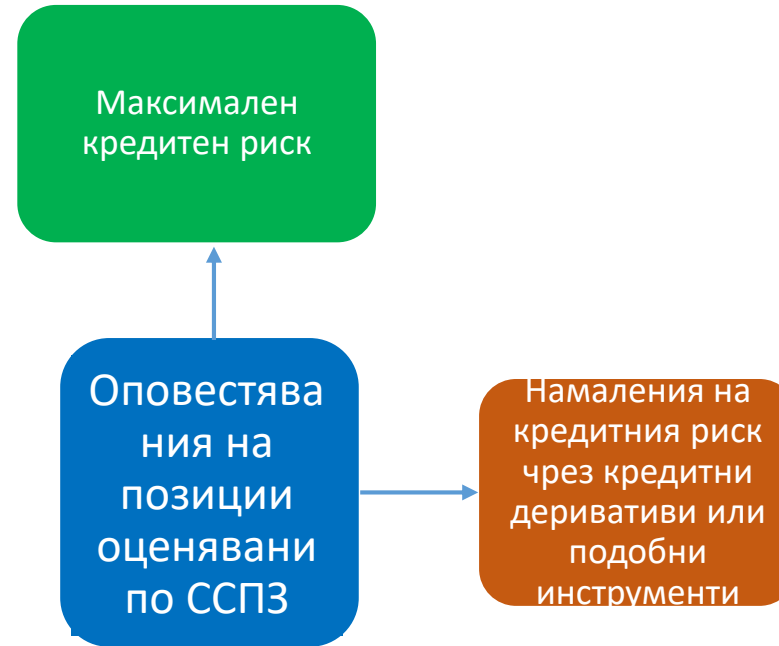 Максимален
кредитен риск
Оповестява
ния на
позиции
оценявани
по ССПЗ
Намаления на
кредитния риск
чрез кредитни
деривативи или
подобни
инструменти